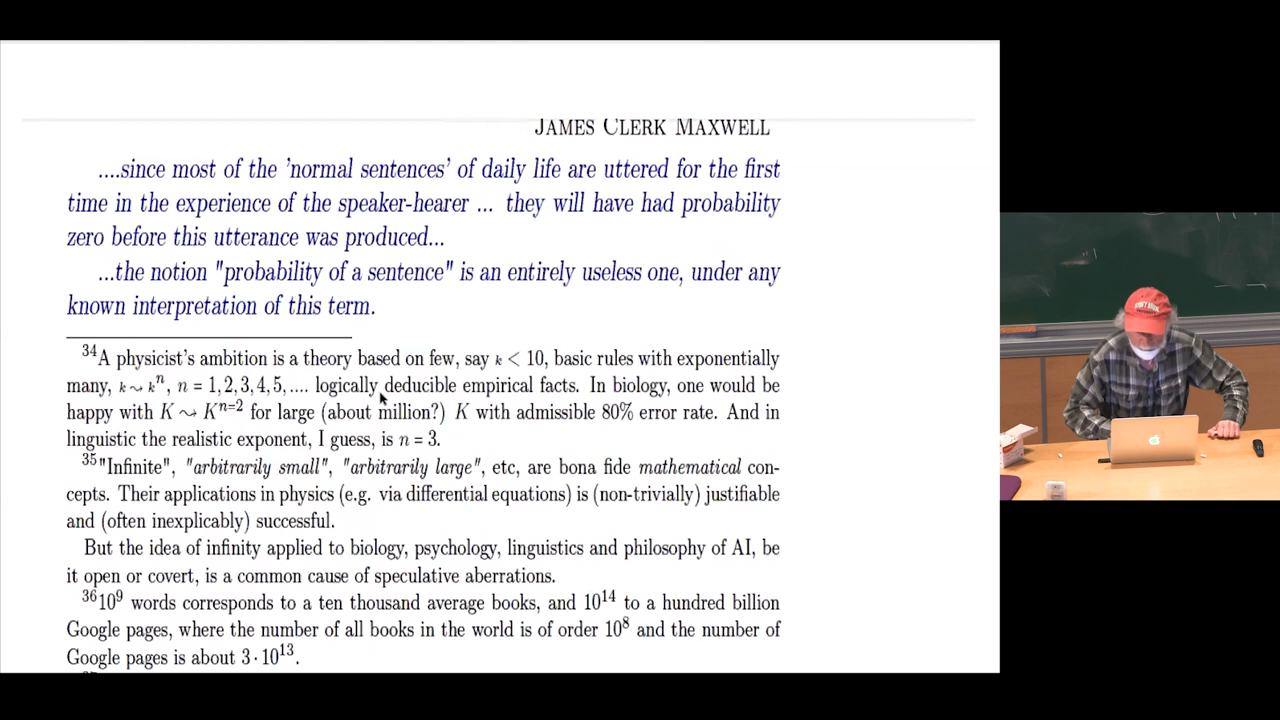 JAMES CLERK MAXWELL
....since most of the 'normal sentences' of daily life are uttered for the first
time in the experience of the speaker-hearer ... they will have had probability
zero before this utterance was produced...
...the notion "probability of a sentence" is an entirely useless one, under any
known interpretation of this term.
³⁴A physicist's ambition is a theory based on few, say k < 10, basic rules with exponentially
many, k ↝ kⁿ, n = 1, 2, 3, 4, 5, .... logically deducible empirical facts. In biology, one would be
happy with K ↝ Kⁿ⁼² for large (about million?) K with admissible 80% error rate. And in
linguistic the realistic exponent, I guess, is n = 3.
³⁵"Infinite", "arbitrarily small", "arbitrarily large", etc, are bona fide mathematical con-
cepts. Their applications in physics (e.g. via differential equations) is (non-trivially) justifiable
and (often inexplicably) successful.
But the idea of infinity applied to biology, psychology, linguistics and philosophy of AI, be
it open or covert, is a common cause of speculative aberrations.
³⁶10⁹ words corresponds to a ten thousand average books, and 10¹⁴ to a hundred billion
Google pages, where the number of all books in the world is of order 10⁸ and the number of
Google pages is about 3 · 10¹³.